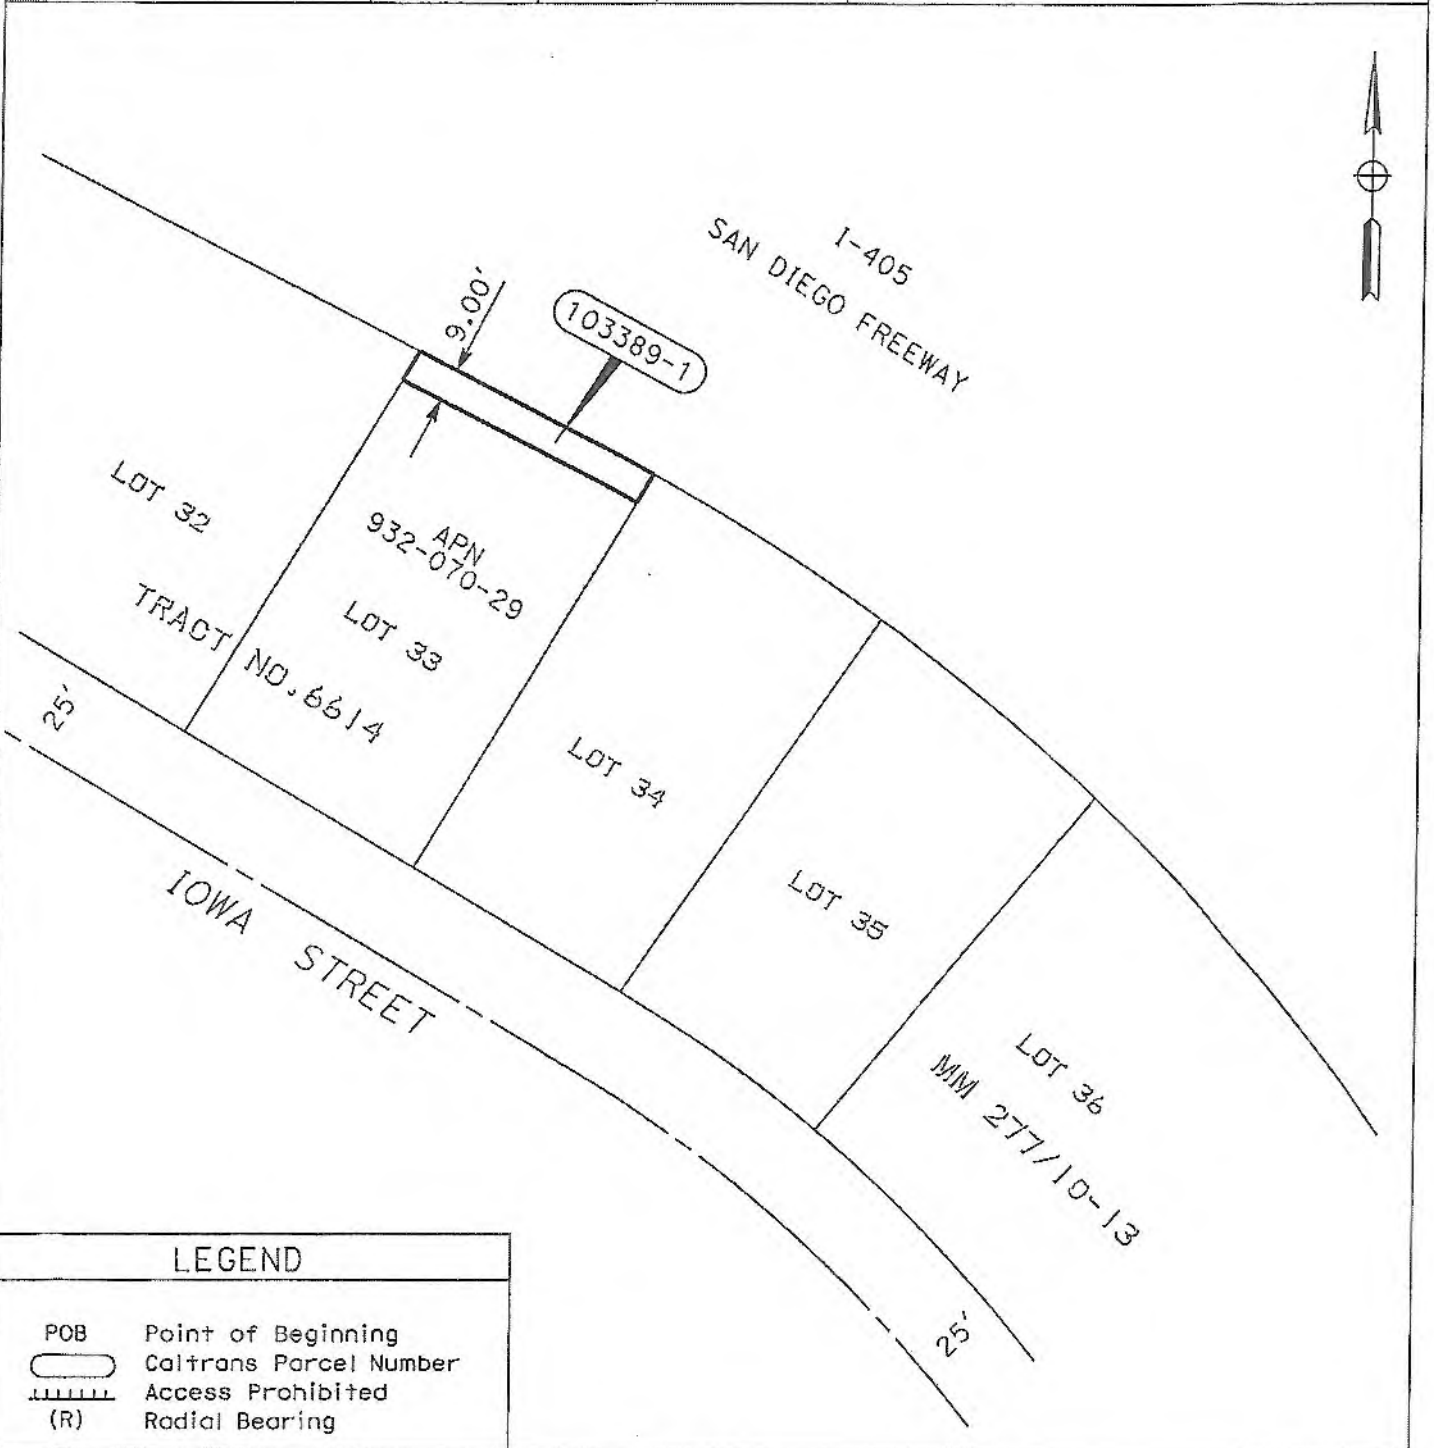 I-405
SAN DIEGO FREEWAY
9.00'
103389-1
LOT 32
APN
932-070-29
LOT 33
TRACT NO. 6614
25'
LOT 34
IOWA STREET
LOT 35
LOT 36
MM 277/10-13
25'
LEGEND
POB Point of Beginning
Caltrans Parcel Number
Access Prohibited
(R) Radial Bearing